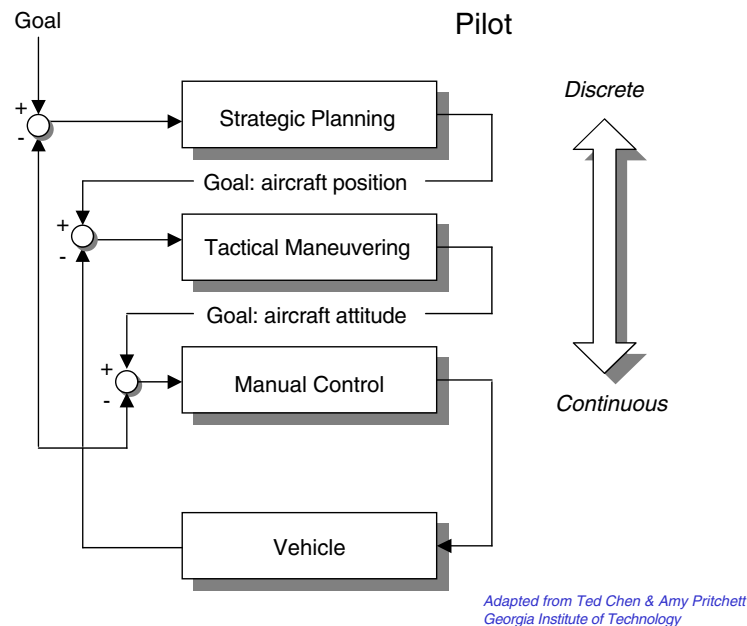 Goal
Pilot
+
-
Strategic Planning
Discrete
Goal: aircraft position
+
-
Tactical Maneuvering
Goal: aircraft attitude
+
-
Manual Control
Continuous
Vehicle
Adapted from Ted Chen & Amy Pritchett
Georgia Institute of Technology